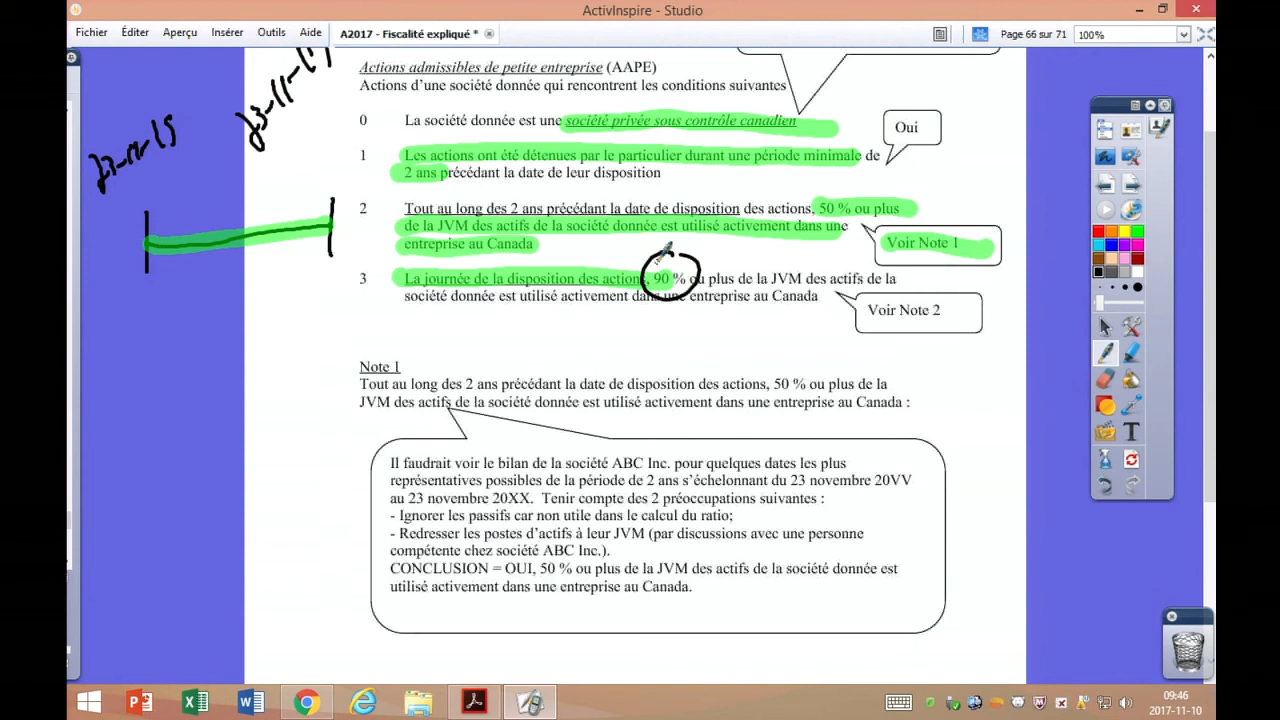 ActivInspire - Studio
Fichier Éditer Aperçu Insérer Outils Aide
A2017 - Fiscalité expliqué *
Page 66 sur 71
100%
Actions admissibles de petite entreprise (AAPE)
Actions d'une société donnée qui rencontrent les conditions suivantes
0 La société donnée est une société privée sous contrôle canadien
Oui
1 Les actions ont été détenues par le particulier durant une période minimale de
2 ans précédant la date de leur disposition
2 Tout au long des 2 ans précédant la date de disposition des actions, 50 % ou plus
de la JVM des actifs de la société donnée est utilisé activement dans une
entreprise au Canada
Voir Note 1
3 La journée de la disposition des actions, 90 % ou plus de la JVM des actifs de la
société donnée est utilisé activement dans une entreprise au Canada
Voir Note 2
23-11-15
23-11-17
Note 1
Tout au long des 2 ans précédant la date de disposition des actions, 50 % ou plus de la
JVM des actifs de la société donnée est utilisé activement dans une entreprise au Canada :
Il faudrait voir le bilan de la société ABC Inc. pour quelques dates les plus
représentatives possibles de la période de 2 ans s'échelonnant du 23 novembre 20VV
au 23 novembre 20XX. Tenir compte des 2 préoccupations suivantes :
- Ignorer les passifs car non utile dans le calcul du ratio;
- Redresser les postes d'actifs à leur JVM (par discussions avec une personne
compétente chez société ABC Inc.).
CONCLUSION = OUI, 50 % ou plus de la JVM des actifs de la société donnée est
utilisé activement dans une entreprise au Canada.
09:46
2017-11-10